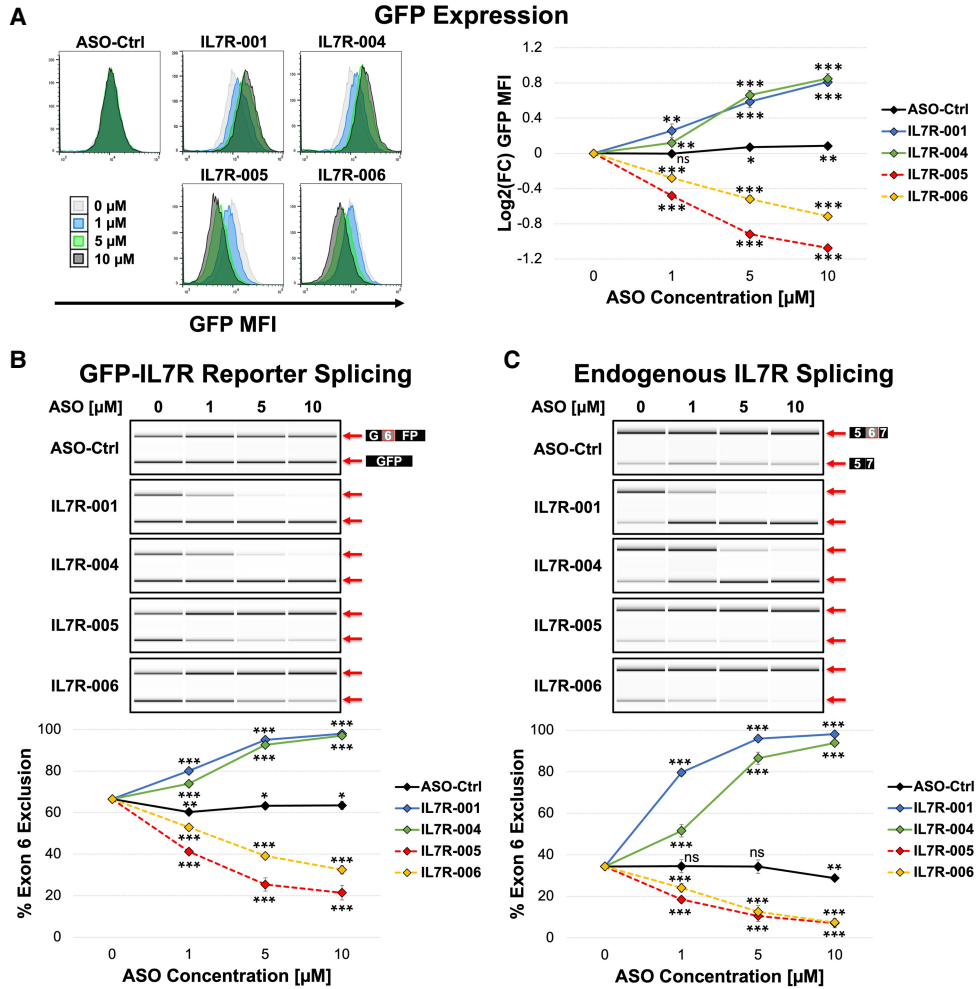 A
GFP Expression
ASO-Ctrl IL7R-001 IL7R-004
IL7R-005 IL7R-006
0 µM
1 µM
5 µM
10 µM
GFP MFI
Log2(FC) GFP MFI
1.2
0.8
0.4
0
-0.4
-0.8
-1.2
*** ***
*** ***
** ** ns
* **
*** *** ***
*** *** ***
0 1 5 10
ASO Concentration [µM]
ASO-Ctrl
IL7R-001
IL7R-004
IL7R-005
IL7R-006
B
GFP-IL7R Reporter Splicing
ASO [µM] 0 1 5 10
ASO-Ctrl
G 6 FP
GFP
IL7R-001
IL7R-004
IL7R-005
IL7R-006
% Exon 6 Exclusion
100
80
60
40
20
0
*** *** ***
*** *** ***
** * *
*** *** ***
*** *** ***
0 1 5 10
ASO Concentration [µM]
ASO-Ctrl
IL7R-001
IL7R-004
IL7R-005
IL7R-006
C
Endogenous IL7R Splicing
ASO [µM] 0 1 5 10
ASO-Ctrl
5 6 7
5 7
IL7R-001
IL7R-004
IL7R-005
IL7R-006
% Exon 6 Exclusion
100
80
60
40
20
0
*** *** ***
*** *** ***
ns ns **
*** *** ***
*** *** ***
0 1 5 10
ASO Concentration [µM]
ASO-Ctrl
IL7R-001
IL7R-004
IL7R-005
IL7R-006